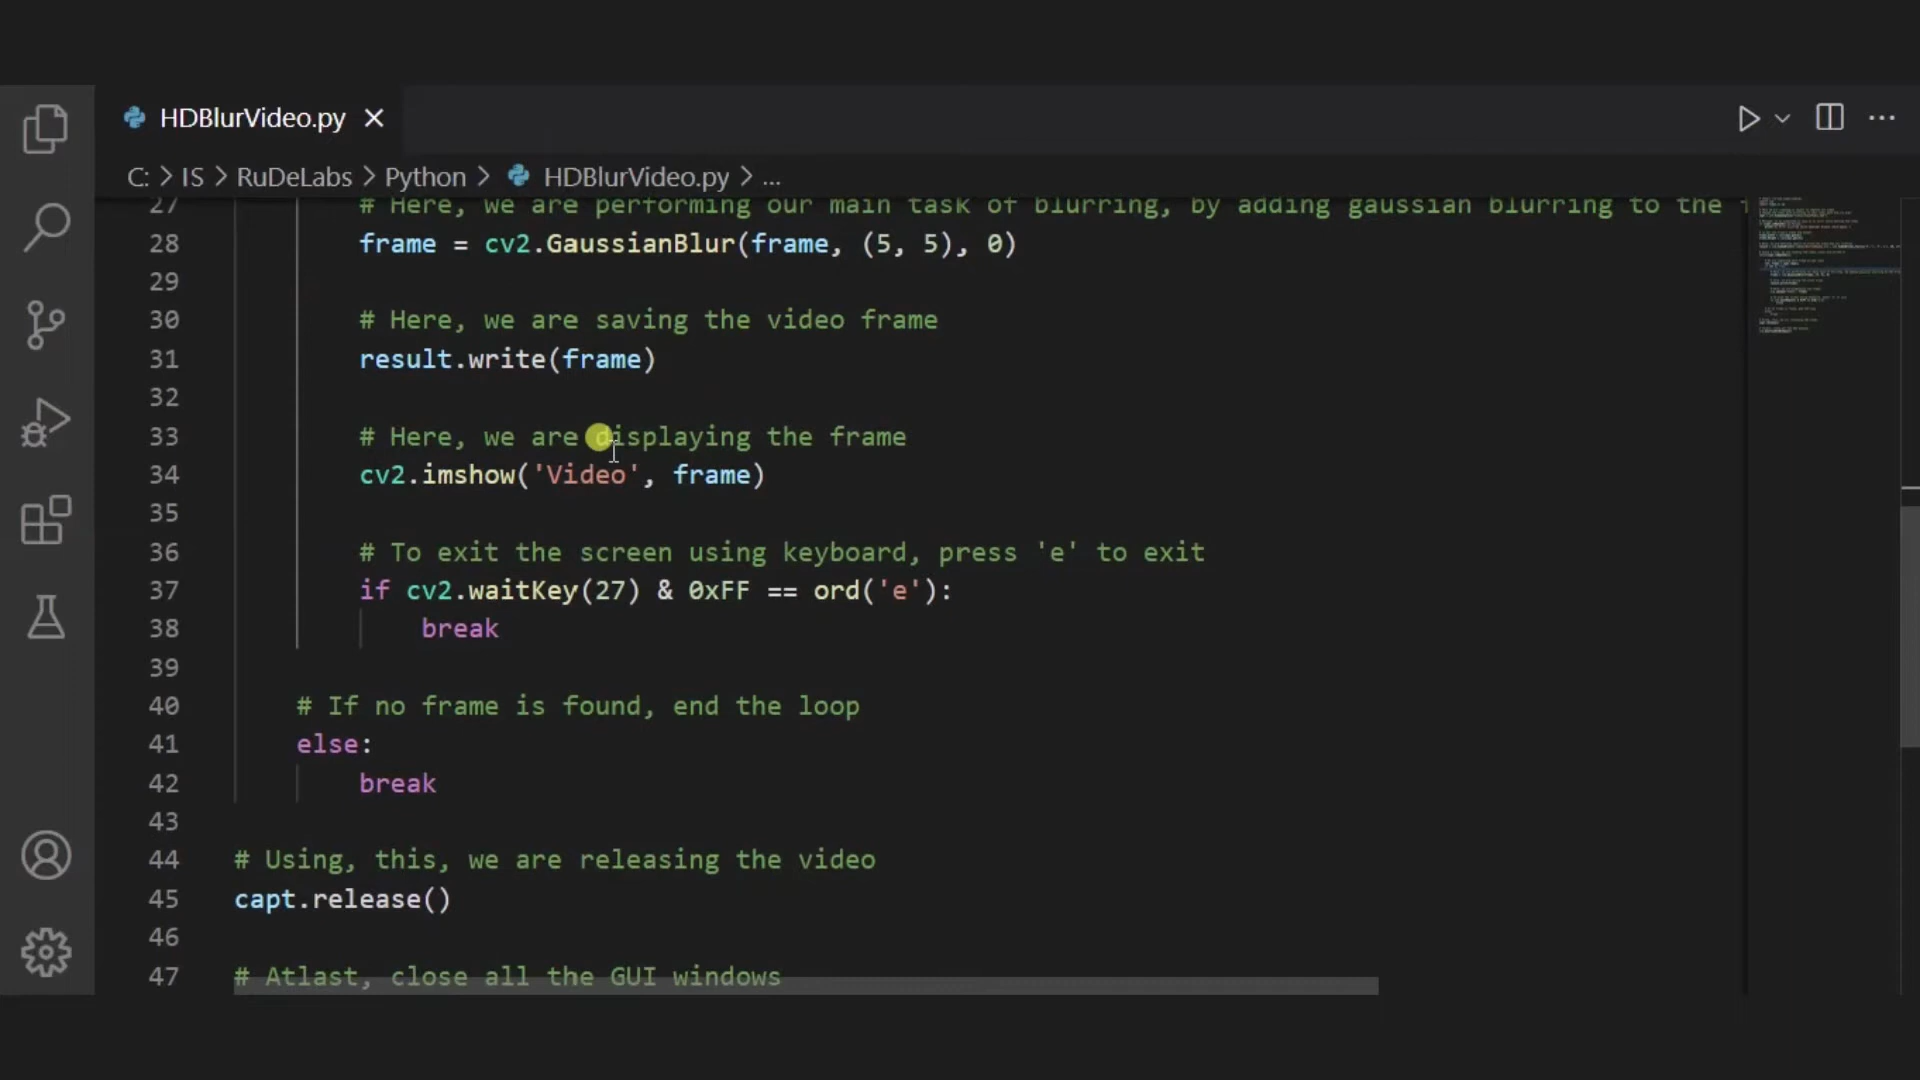 HDBlurVideo.py
C: > IS > RuDeLabs > Python > HDBlurVideo.py > ...
27 # Here, we are performing our main task of blurring, by adding gaussian blurring to the
28 frame = cv2.GaussianBlur(frame, (5, 5), 0)
29
30 # Here, we are saving the video frame
31 result.write(frame)
32
33 # Here, we are displaying the frame
34 cv2.imshow('Video', frame)
35
36 # To exit the screen using keyboard, press 'e' to exit
37 if cv2.waitKey(27) & 0xFF == ord('e'):
38 break
39
40 # If no frame is found, end the loop
41 else:
42 break
43
44 # Using, this, we are releasing the video
45 capt.release()
46
47 # Atlast, close all the GUI windows